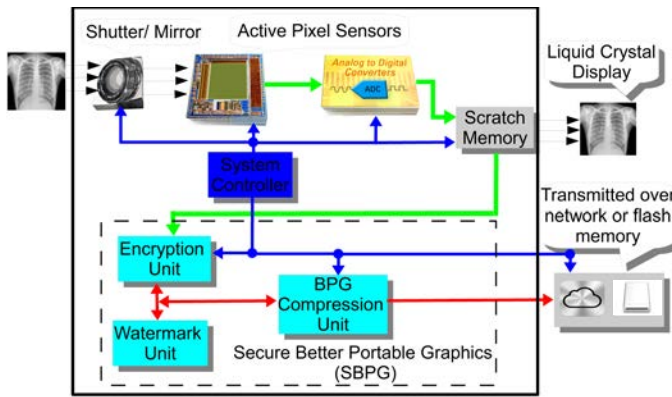 Shutter/ Mirror
Active Pixel Sensors
Analog to Digital
Converters
ADC
Liquid Crystal
Display
Scratch
Memory
System
Controller
Transmitted over
network or flash
memory
Encryption
Unit
BPG
Compression
Unit
Watermark
Unit
Secure Better Portable Graphics
(SBPG)